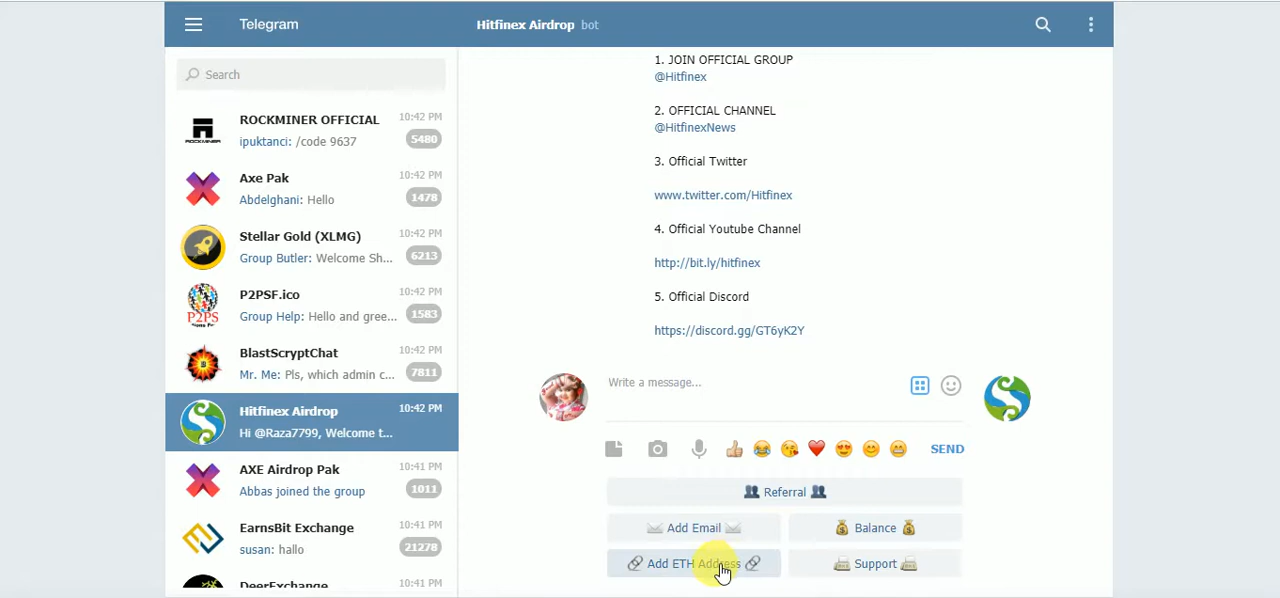 Telegram
Hitfinex Airdrop bot
Search
ROCKMINER OFFICIAL 10:42 PM
ipuktanci: /code 9637 5480
ROCKMINER
Axe Pak 10:42 PM
Abdelghani: Hello 1478
Stellar Gold (XLMG) 10:42 PM
Group Butler: Welcome Sh... 6213
P2PSF.ico 10:42 PM
Group Help: Hello and gree... 1583
P2PS
BlastScryptChat 10:42 PM
Mr. Me: Pls, which admin c... 7811
Hitfinex Airdrop 10:42 PM
Hi @Raza7799, Welcome t...
AXE Airdrop Pak 10:41 PM
Abbas joined the group 1011
EarnsBit Exchange 10:41 PM
susan: hallo 21278
DeerExchange 10:41 PM
1. JOIN OFFICIAL GROUP
@Hitfinex
2. OFFICIAL CHANNEL
@HitfinexNews
3. Official Twitter
www.twitter.com/Hitfinex
4. Official Youtube Channel
http://bit.ly/hitfinex
5. Official Discord
https://discord.gg/GT6yK2Y
Write a message...
SEND
Referral
Add Email
Balance
Add ETH Address
Support